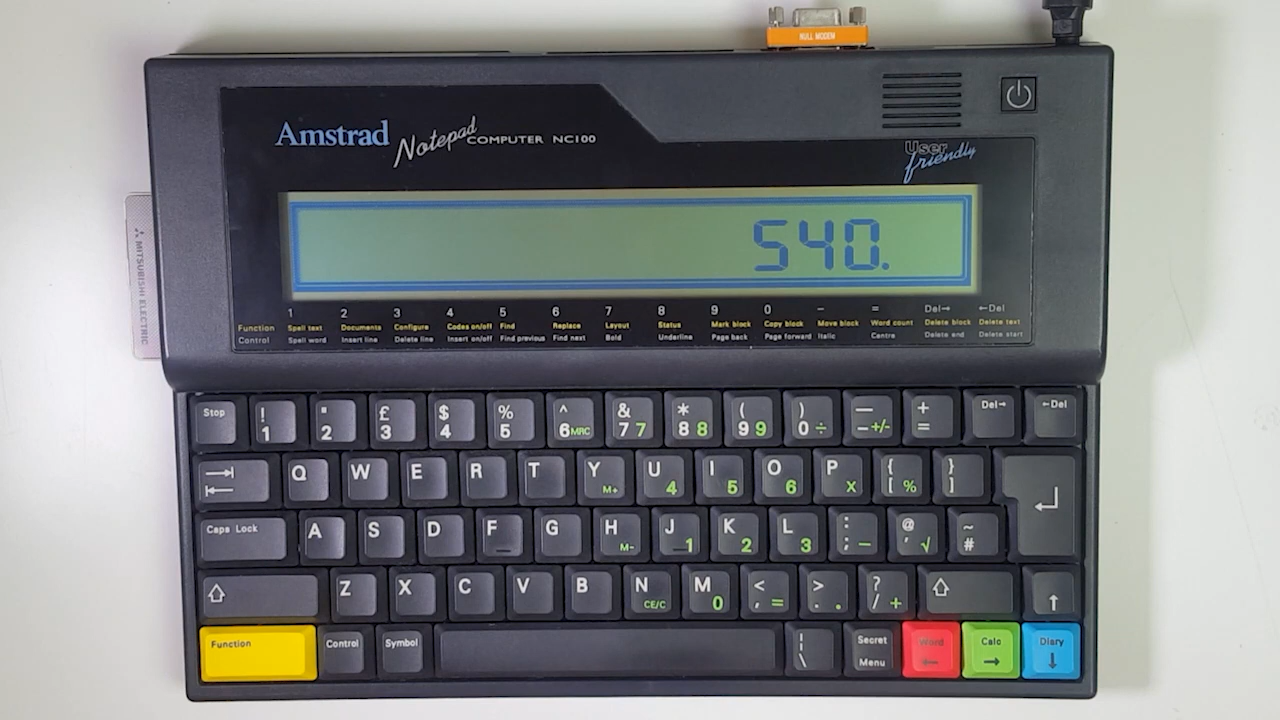 NULL MODEM
Amstrad Notepad COMPUTER NC100
User friendly
MITSUBISHI ELECTRIC
540.
1 2 3 4 5 6 7 8 9 0 − = Del→ ←Del
Function Spell text Documents Configure Codes on/off Find Replace Layout Status Mark block Copy block Move block Word count Delete block Delete text
Control Spell word Insert line Delete line Insert on/off Find previous Find next Bold Underline Page back Page forward Italic Centre Delete end Delete start
Stop ! 1 " 2 £ 3 $ 4 % 5 ^ 6 MRC & 7 7 * 8 8 ( 9 9 ) 0 ÷ — − +/- + = Del→ ←Del
Q W E R T Y M+ U 4 I 5 O 6 P x { [ % } ]
Caps Lock A S D F G H M- J 1 K 2 L 3 : ; − @ ' √ ~ #
Z X C V B N CE/C M 0 < , = > . . ? / + ↑
Function Control Symbol | \ Secret Menu Word ← Calc → Diary ↓